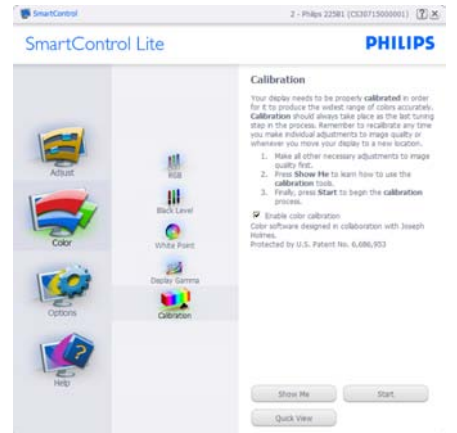 SmartControl
2 - Philips 225B1 (CS30715000001)
SmartControl Lite
PHILIPS
Adjust
Color
Options
Help
RGB
Black Level
White Point
Display Gamma
Calibration
Calibration
Your display needs to be properly calibrated in order
for it to produce the widest range of colors accurately.
Calibration should always take place as the last tuning
step in the process. Remember to recalibrate any time
you make individual adjustments to image quality or
whenever you move your display to a new location.
1. Make all other necessary adjustments to image
quality first.
2. Press Show Me to learn how to use the
calibration tools.
3. Finally, press Start to begin the calibration
process.
Enable color calibration
Color software designed in collaboration with Joseph
Holmes.
Protected by U.S. Patent No. 6,686,953
Show Me
Start
Quick View